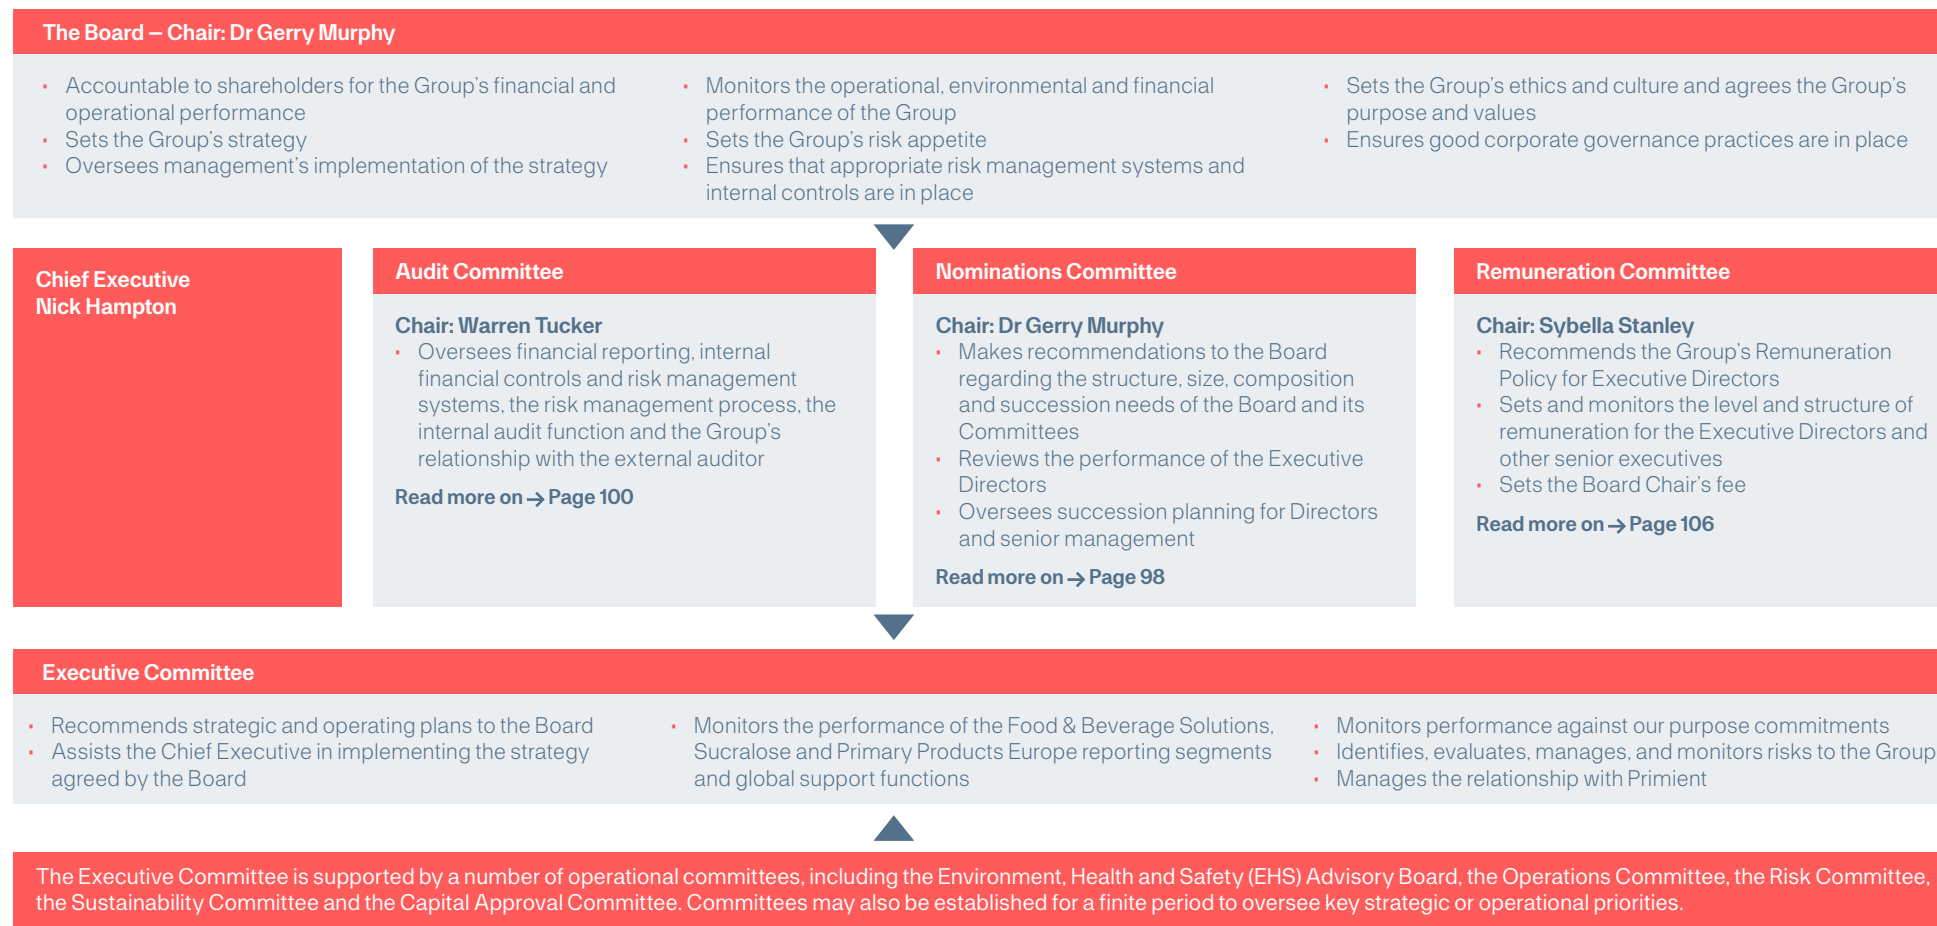 The Board – Chair: Dr Gerry Murphy
• Accountable to shareholders for the Group's financial and
operational performance
• Sets the Group's strategy
• Oversees management's implementation of the strategy
• Monitors the operational, environmental and financial
performance of the Group
• Sets the Group's risk appetite
• Ensures that appropriate risk management systems and
internal controls are in place
• Sets the Group's ethics and culture and agrees the Group's
purpose and values
• Ensures good corporate governance practices are in place
Chief Executive
Nick Hampton
Audit Committee
Chair: Warren Tucker
• Oversees financial reporting, internal
financial controls and risk management
systems, the risk management process, the
internal audit function and the Group's
relationship with the external auditor
Read more on → Page 100
Nominations Committee
Chair: Dr Gerry Murphy
• Makes recommendations to the Board
regarding the structure, size, composition
and succession needs of the Board and its
Committees
• Reviews the performance of the Executive
Directors
• Oversees succession planning for Directors
and senior management
Read more on → Page 98
Remuneration Committee
Chair: Sybella Stanley
• Recommends the Group's Remuneration
Policy for Executive Directors
• Sets and monitors the level and structure of
remuneration for the Executive Directors and
other senior executives
• Sets the Board Chair's fee
Read more on → Page 106
Executive Committee
• Recommends strategic and operating plans to the Board
• Assists the Chief Executive in implementing the strategy
agreed by the Board
• Monitors the performance of the Food & Beverage Solutions,
Sucralose and Primary Products Europe reporting segments
and global support functions
• Monitors performance against our purpose commitments
• Identifies, evaluates, manages, and monitors risks to the Group
• Manages the relationship with Primient
The Executive Committee is supported by a number of operational committees, including the Environment, Health and Safety (EHS) Advisory Board, the Operations Committee, the Risk Committee,
the Sustainability Committee and the Capital Approval Committee. Committees may also be established for a finite period to oversee key strategic or operational priorities.